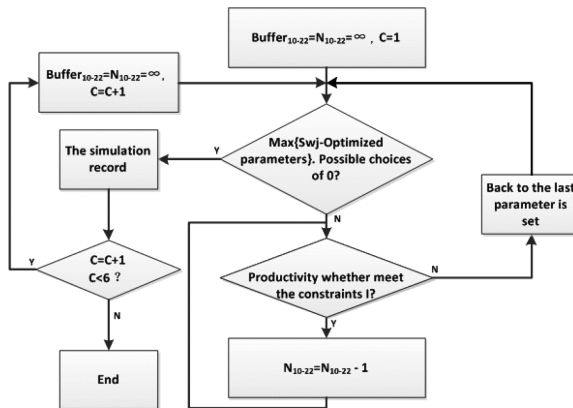 Buffer10-22=N10-22=∞, C=1
Buffer10-22=N10-22=∞,
C=C+1
Max{Swj-Optimized
parameters}. Possible choices
of 0?
Y
The simulation
record
N
Back to the last
parameter is
set
C=C+1
C<6 ?
Y
Productivity whether meet
the constraints I?
N
N
Y
End
N10-22=N10-22 - 1